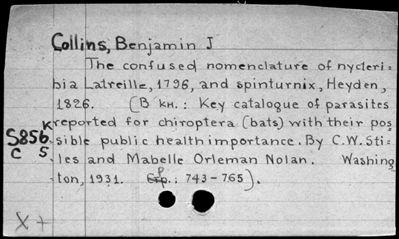 Collins, Benjamin J
The confused nomenclature of nycteri-
bia Latreille, 1796, and spinturnix, Heyden,
1826. (В кн.: Key catalogue of parasites
reported for chiroptera (bats) with their pos-
sible public health importance. By C.W. Sti-
les and Mabelle Orleman Nolan. Washing
ton, 1931. p.: 743-765).
K
S856
C 5
X +